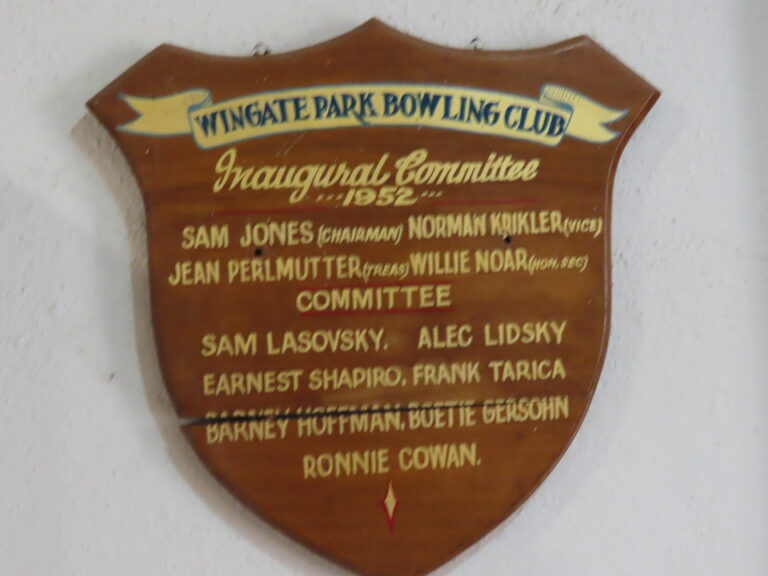 WINGATE PARK BOWLING CLUB
Inaugural Committee
...1952...
SAM JONES (CHAIRMAN) NORMAN KRIKLER (VICE)
JEAN PERLMUTTER (TREAS) WILLIE NOAR (HON. SEC)
COMMITTEE
SAM LASOVSKY. ALEC LIDSKY
EARNEST SHAPIRO. FRANK TARICA
BARNEY HOFFMAN. BOETIE GERSOHN
RONNIE COWAN.